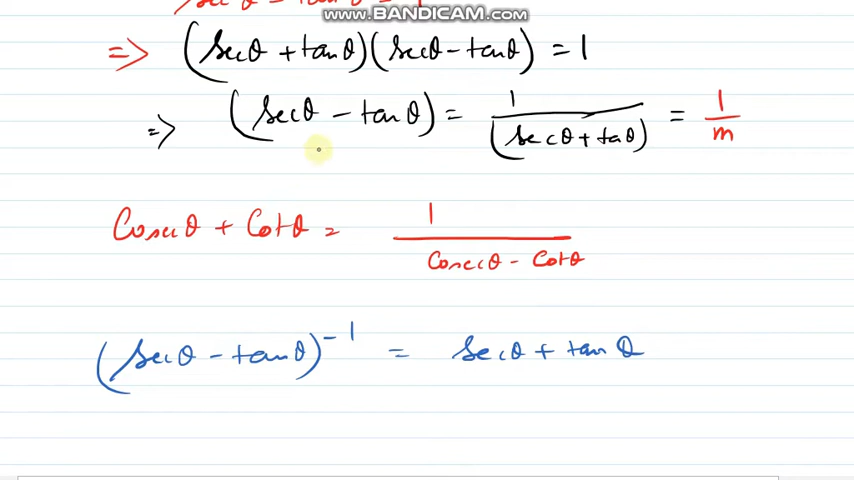 www.BANDICAM.com
=> (secθ + tanθ)(secθ - tanθ) = 1
=> (secθ - tanθ) = 1/(secθ + taθ) = 1/m
Cosecθ + Cotθ = 1/(Cosecθ - Cotθ)
(secθ - tanθ)⁻¹ = secθ + tanθ